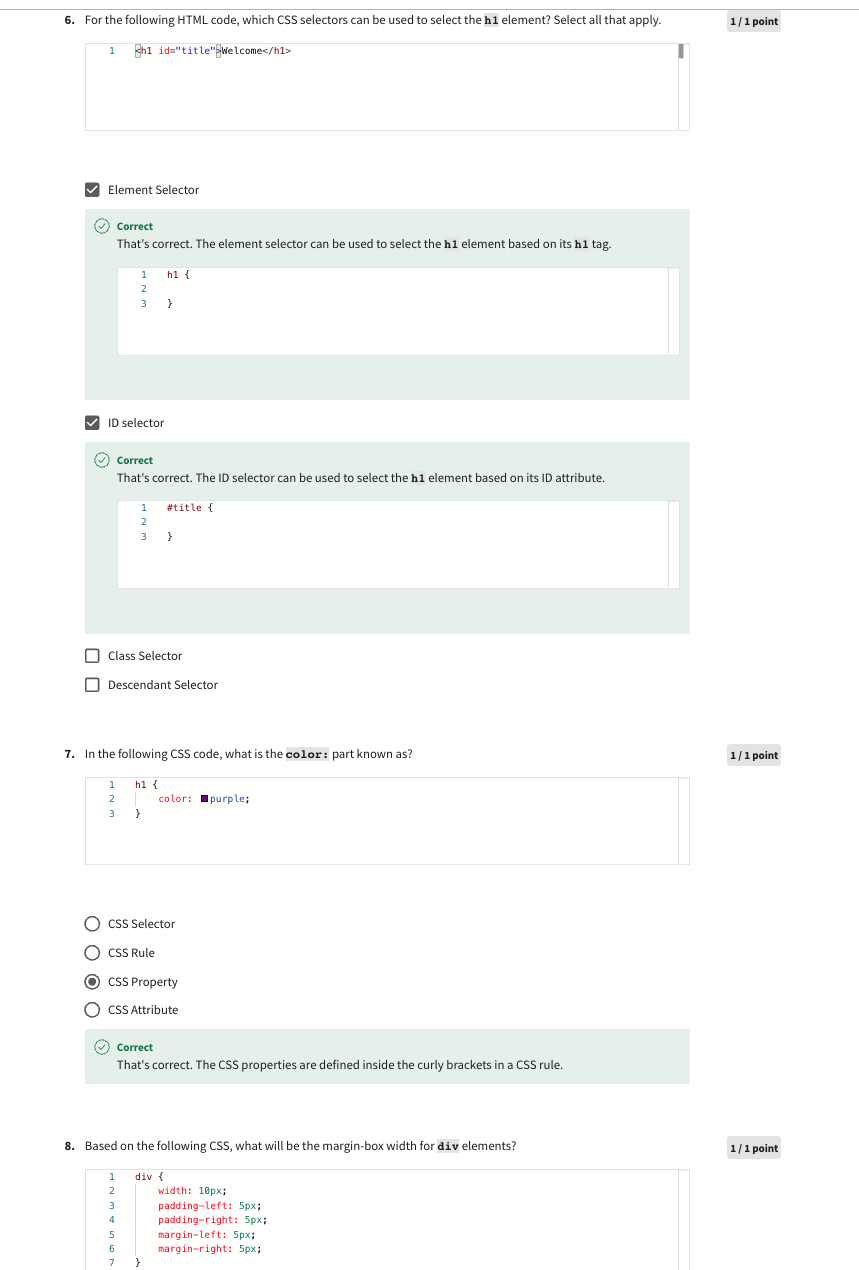 6. For the following HTML code, which CSS selectors can be used to select the h1 element? Select all that apply.
1 / 1 point
1 <h1 id="title">Welcome</h1>
Element Selector
Correct
That's correct. The element selector can be used to select the h1 element based on its h1 tag.
1 h1 {
2
3 }
ID selector
Correct
That's correct. The ID selector can be used to select the h1 element based on its ID attribute.
1 #title {
2
3 }
Class Selector
Descendant Selector
7. In the following CSS code, what is the color: part known as?
1 / 1 point
1 h1 {
2 color: purple;
3 }
CSS Selector
CSS Rule
CSS Property
CSS Attribute
Correct
That's correct. The CSS properties are defined inside the curly brackets in a CSS rule.
8. Based on the following CSS, what will be the margin-box width for div elements?
1 / 1 point
1 div {
2 width: 10px;
3 padding-left: 5px;
4 padding-right: 5px;
5 margin-left: 5px;
6 margin-right: 5px;
7 }